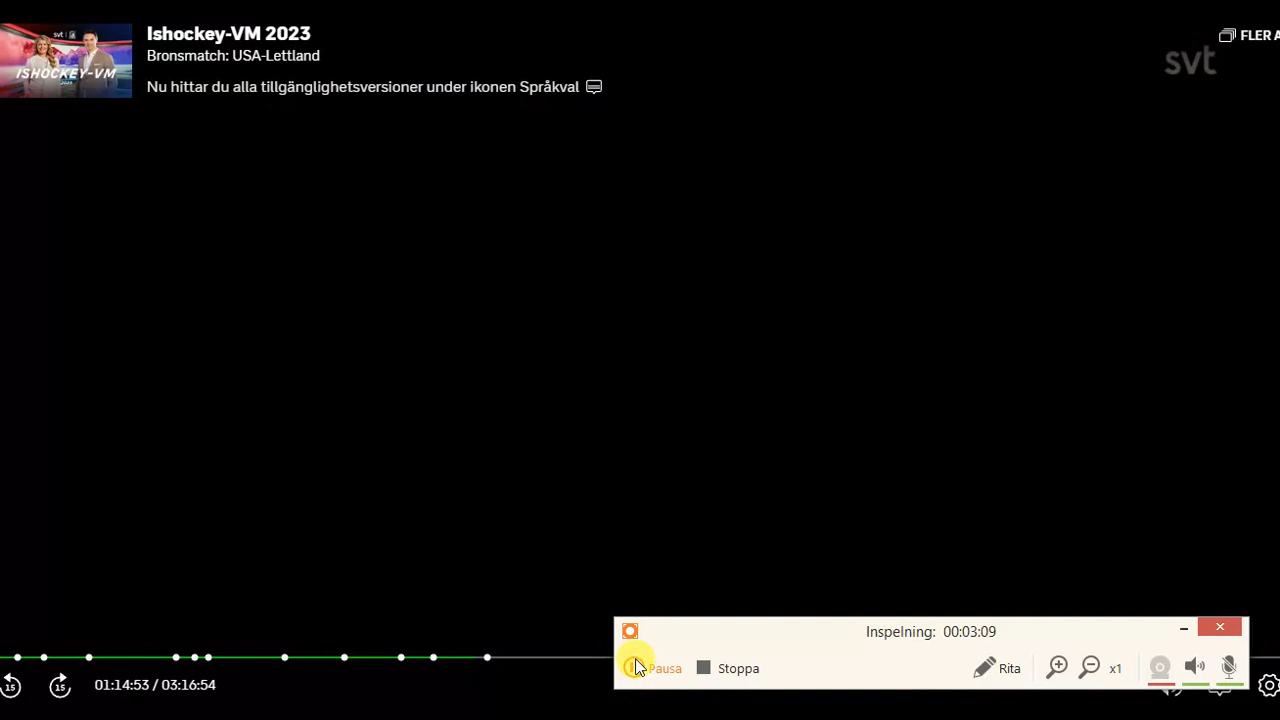 Ishockey-VM 2023
Bronsmatch: USA-Lettland
Nu hittar du alla tillgänglighetsversioner under ikonen Språkval
svt
ISHOCKEY-VM
FLER A
svt
Inspelning: 00:03:09
Pausa
Stoppa
Rita
x1
15
15
01:14:53 / 03:16:54